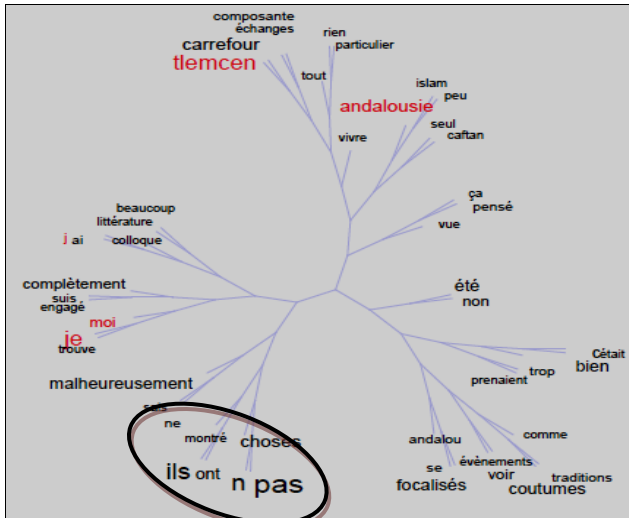 composante
échanges
carrefour
tlemcen
rien
particulier
tout
islam
peu
andalousie
seul
caftan
vivre
ça
pensé
vue
beaucoup
littérature
j ai
colloque
complètement
suis
engagé
moi
je
trouve
été
non
Cétait
bien
trop
prenaient
malheureusement
sais
ne
montré
choses
ils ont
n pas
andalou
comme
se
focalisés
évènements
voir
coutumes
traditions